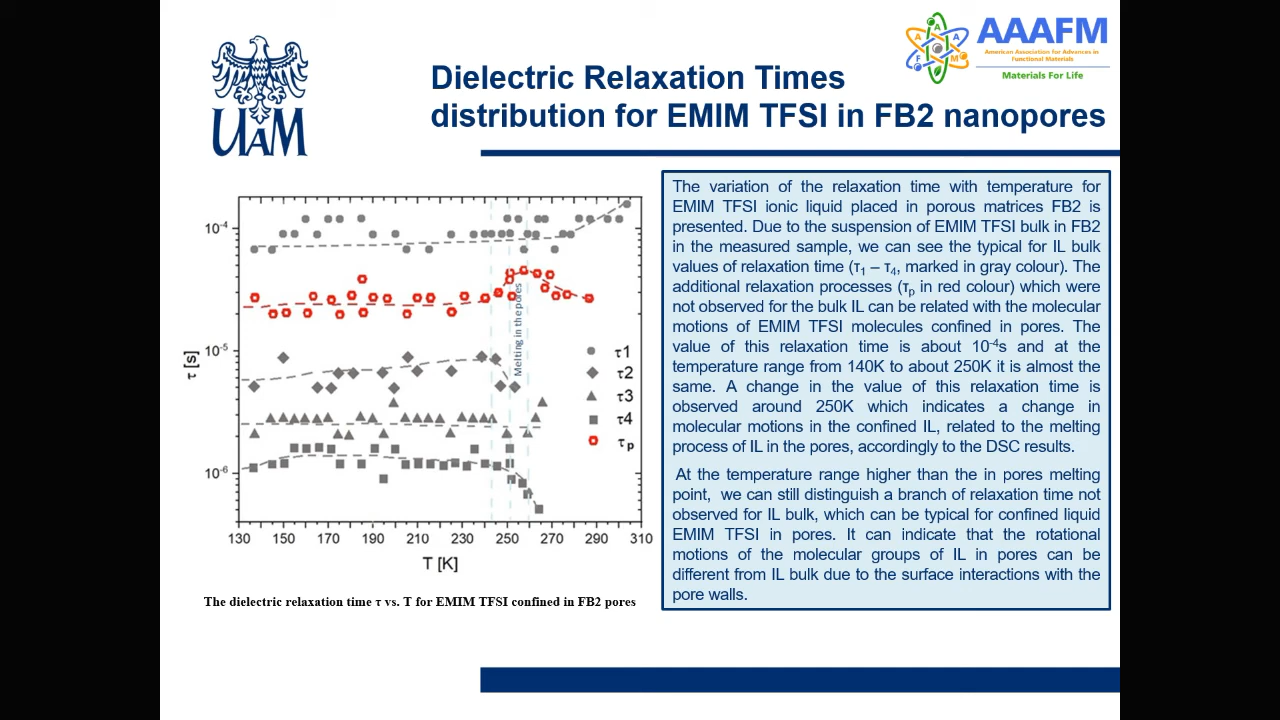 UAM
AAAFM
American Association for Advances in
Functional Materials
Materials For Life
A
A
A
F
M
Dielectric Relaxation Times
distribution for EMIM TFSI in FB2 nanopores
10⁻⁴
10⁻⁵
10⁻⁶
τ [s]
Melting in the pores
τ1
τ2
τ3
τ4
τp
130 150 170 190 210 230 250 270 290 310
T [K]
The dielectric relaxation time τ vs. T for EMIM TFSI confined in FB2 pores
The variation of the relaxation time with temperature for
EMIM TFSI ionic liquid placed in porous matrices FB2 is
presented. Due to the suspension of EMIM TFSI bulk in FB2
in the measured sample, we can see the typical for IL bulk
values of relaxation time (τ₁ – τ₄, marked in gray colour). The
additional relaxation processes (τp in red colour) which were
not observed for the bulk IL can be related with the molecular
motions of EMIM TFSI molecules confined in pores. The
value of this relaxation time is about 10⁻⁴s and at the
temperature range from 140K to about 250K it is almost the
same. A change in the value of this relaxation time is
observed around 250K which indicates a change in
molecular motions in the confined IL, related to the melting
process of IL in the pores, accordingly to the DSC results.
At the temperature range higher than the in pores melting
point, we can still distinguish a branch of relaxation time not
observed for IL bulk, which can be typical for confined liquid
EMIM TFSI in pores. It can indicate that the rotational
motions of the molecular groups of IL in pores can be
different from IL bulk due to the surface interactions with the
pore walls.